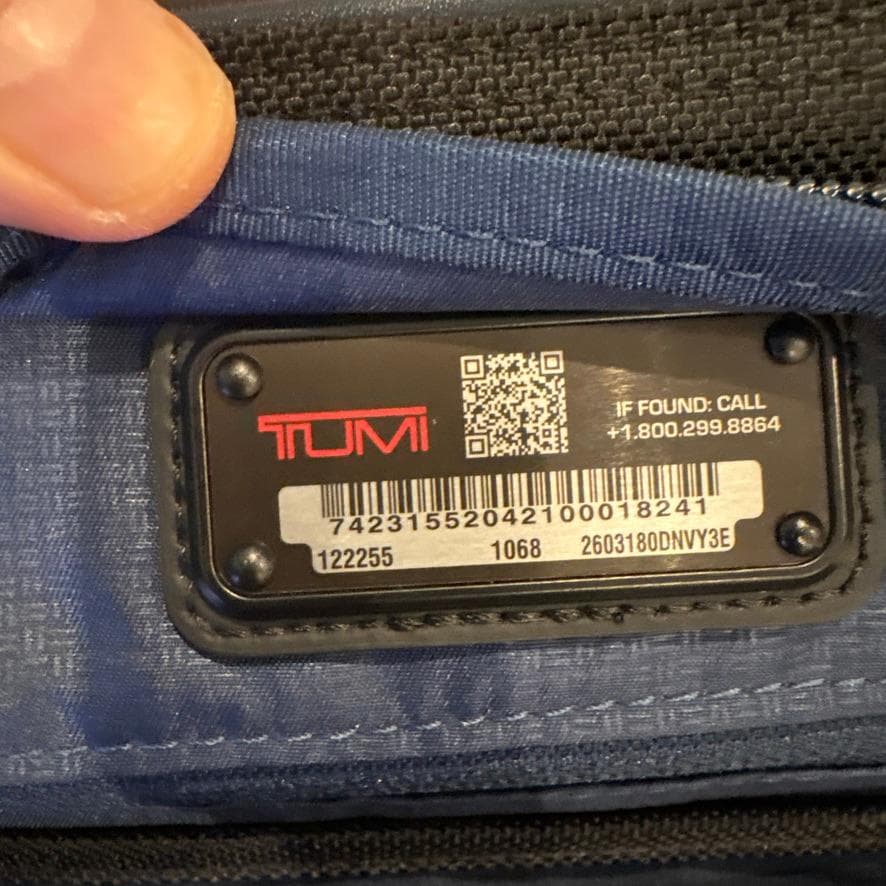 TUMI
IF FOUND: CALL
+1.800.299.8864
74231552042100018241
122255 1068 2603180DNVY3E